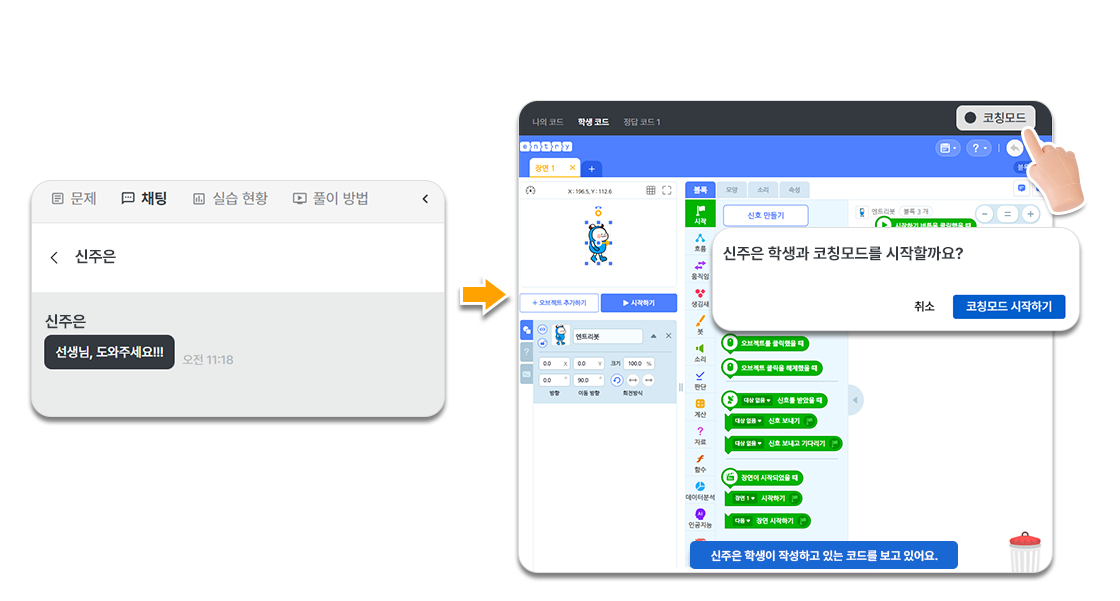 문제 채팅 실습 현황 풀이 방법
신주은
신주은
선생님, 도와주세요!!!
오전 11:18
나의 코드 학생 코드 정답 코드 1
코칭모드
entry
장면 1 × +
?
X : 196.5, Y : 112.6
+ 오브젝트 추가하기
▶ 시작하기
엔트리봇
0.0 X 0.0 Y 크기 100.0 %
0.0 ° 90.0 °
방향 이동 방향 회전방식
블록 모양 소리 속성
시작
흐름
움직임
생김새
붓
소리
판단
계산
자료
함수
데이터분석
인공지능
신호 만들기
엔트리봇 블록 3 개
시작하기 버튼을 클릭했을 때
신주은 학생과 코칭모드를 시작할까요?
취소 코칭모드 시작하기
오브젝트를 클릭했을 때
오브젝트 클릭을 해제했을 때
대상 없음 신호를 받았을 때
대상 없음 신호 보내기
대상 없음 신호 보내고 기다리기
장면이 시작되었을 때
장면 1 시작하기
다음 장면 시작하기
신주은 학생이 작성하고 있는 코드를 보고 있어요.